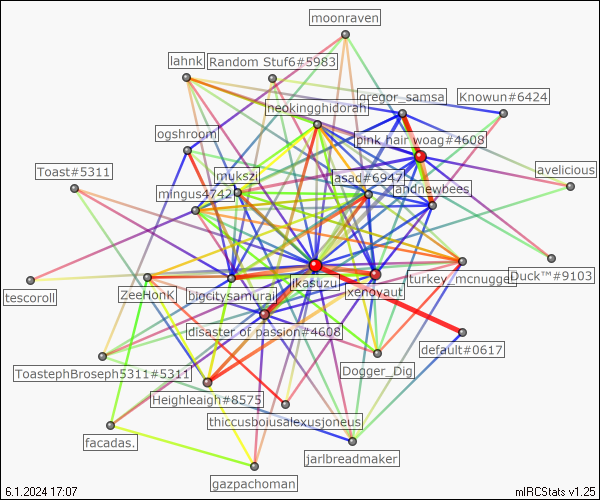 moonraven
lahnk
Random Stuf6#5983
neokingghidorah
gregor_samsa
Knowun#6424
ogshroom
pink hair woag#4608
Toast#5311
mukszi
asad#6947
avelicious
mingus4742
landnewbees
tescoroll
ZeeHonk
bigcitysamurai
ikasuzu
xenoyaut
turkey_mcnugget
Duck™#9103
disaster of passion#4608
default#0617
ToastephBroseph5311#5311
Dogger_Dig
Heighleaigh#8575
thiccusboiusalexusjoneus
facadas.
jarlbreadmaker
gazpachoman
6.1.2024 17:07
mIRCStats v1.25